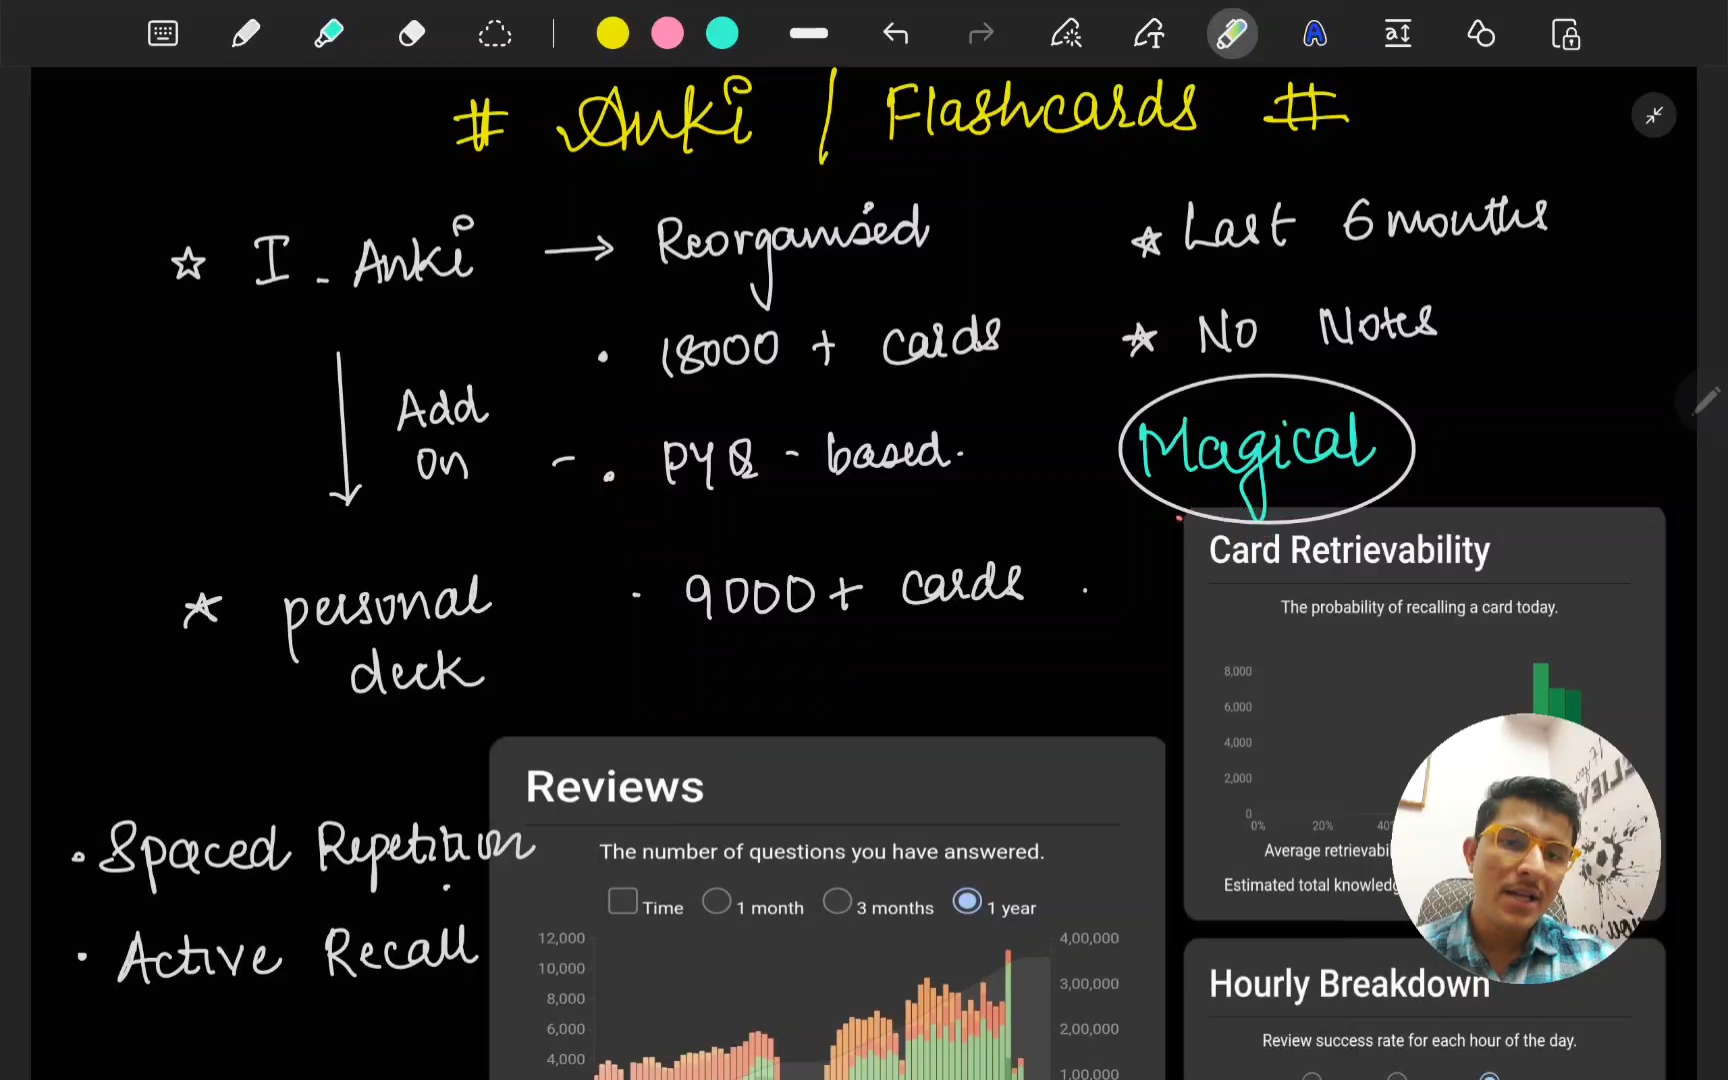 # Anki / Flashcards #
☆ I - Anki → Reorganised
· 18000 + cards
Add on
- · PYQ - based.
★ personal deck
· 9000 + cards .
★ Last 6 months
★ No Notes
Magical
· Spaced Repetition
· Active Recall
Card Retrievability
The probability of recalling a card today.
8,000
6,000
4,000
2,000
0
0% 20%
Average
Estimated total
Reviews
The number of questions you have answered.
Time 1 month 3 months 1 year
12,000 4,00,000
10,000
8,000 3,00,000
6,000 2,00,000
4,000
1,00,000
Hourly Breakdown
Review success rate for each hour of the day.